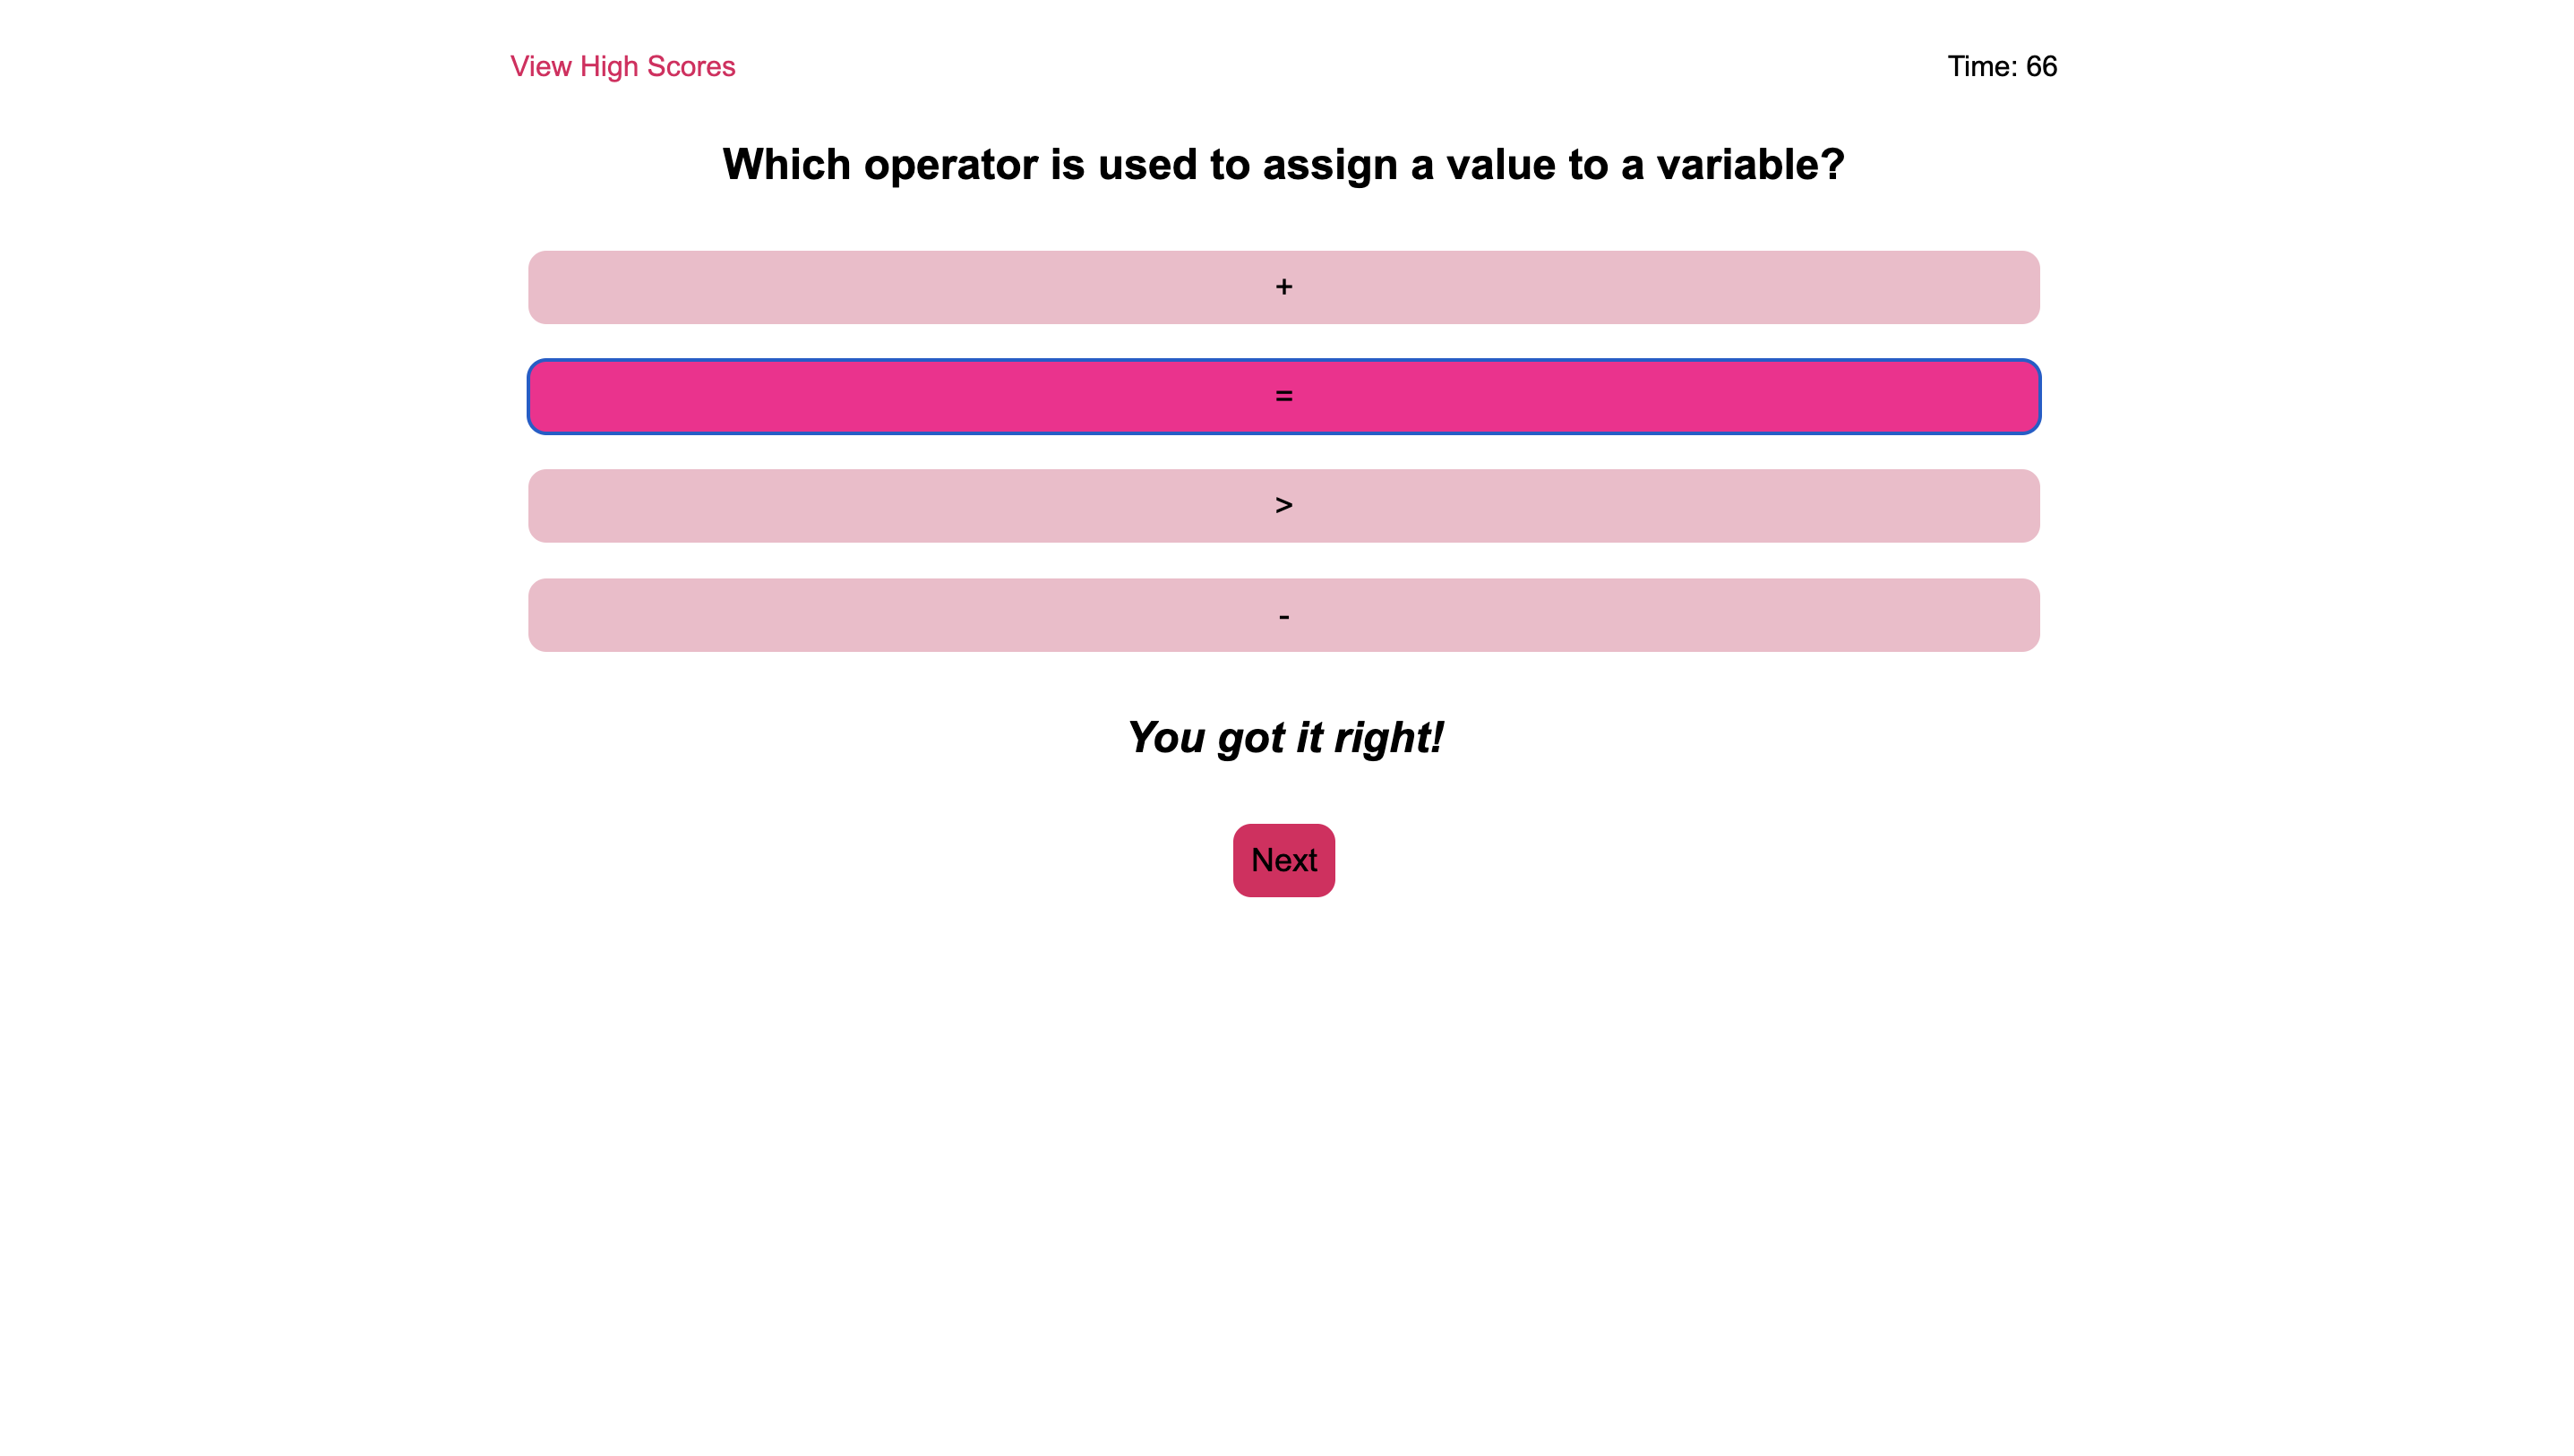 View High Scores
Time: 66
Which operator is used to assign a value to a variable?
+
=
>
-
You got it right!
Next